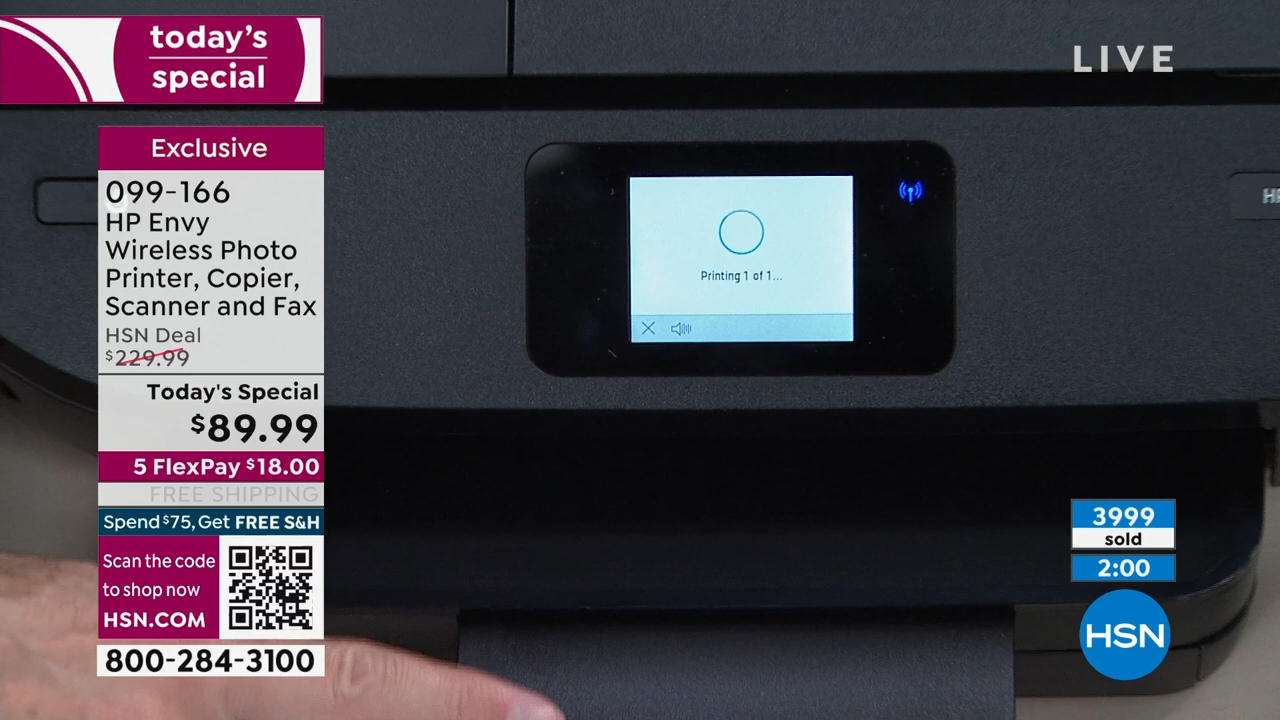 today's
special
LIVE
Exclusive
099-166
HP Envy
Wireless Photo
Printer, Copier,
Scanner and Fax
HSN Deal
$229.99
Today's Special
$89.99
5 FlexPay $18.00
FREE SHIPPING
Spend $75, Get FREE S&H
Scan the code
to shop now
HSN.COM
800-284-3100
Printing 1 of 1...
3999
sold
2:00
HSN